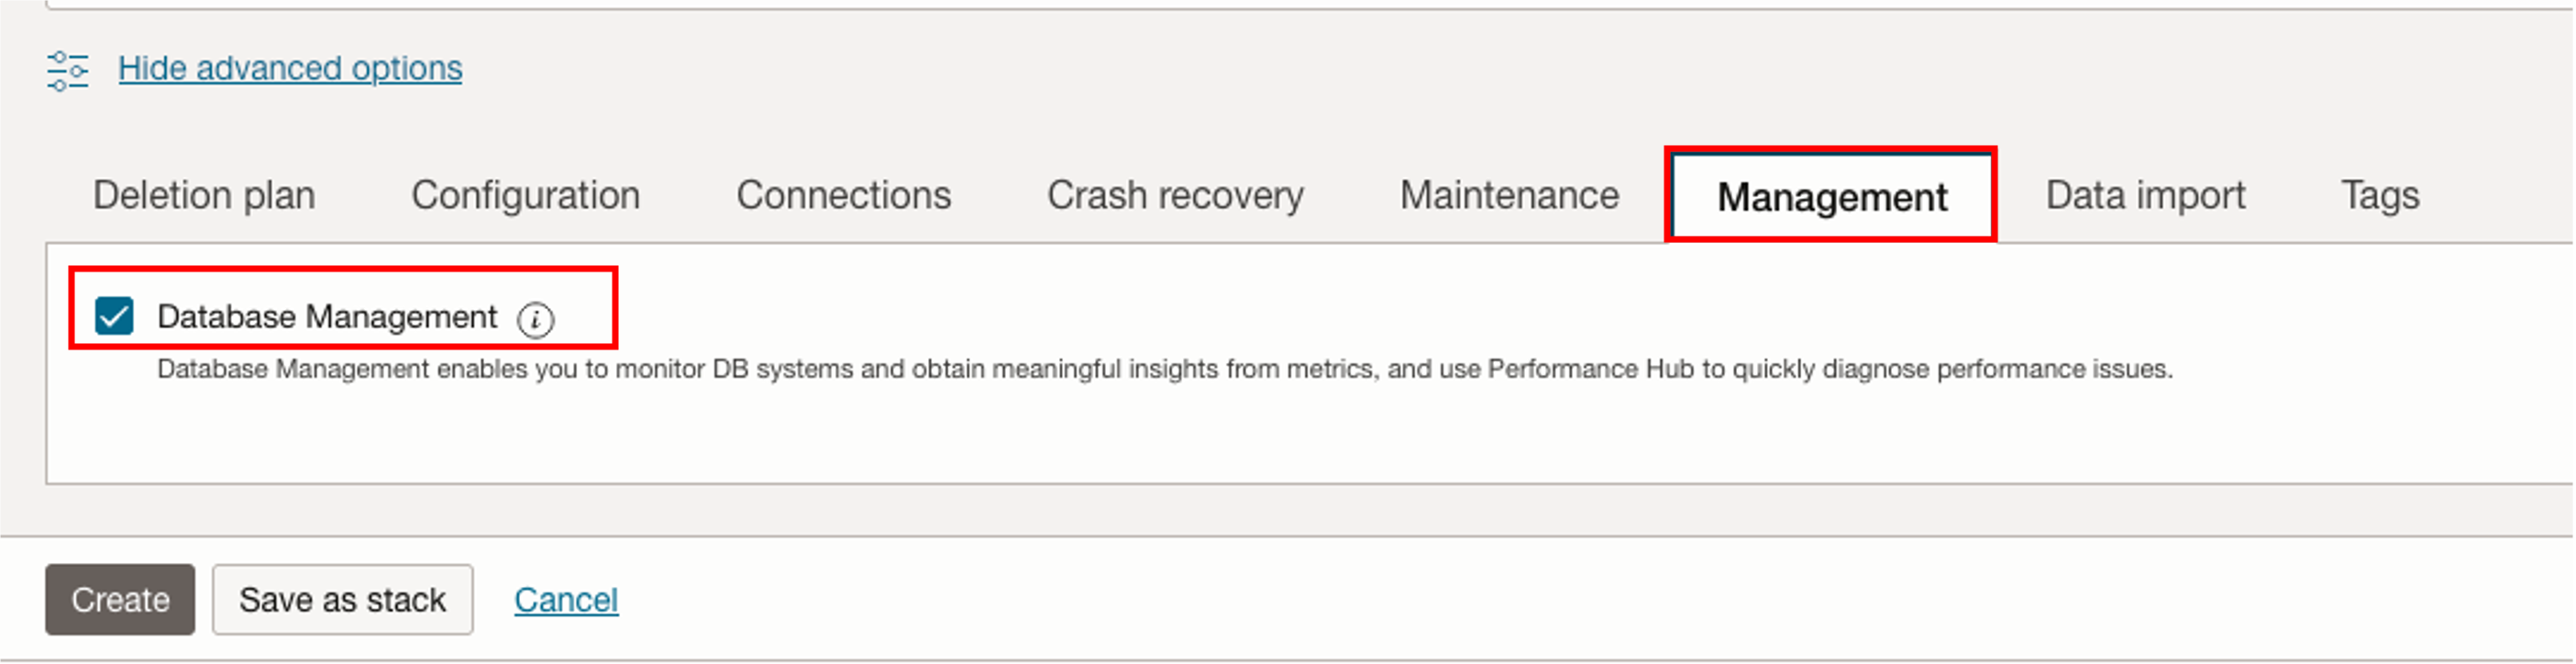 Hide advanced options
Deletion plan Configuration Connections Crash recovery Maintenance Management Data import Tags
Database Management i
Database Management enables you to monitor DB systems and obtain meaningful insights from metrics, and use Performance Hub to quickly diagnose performance issues.
Create Save as stack Cancel